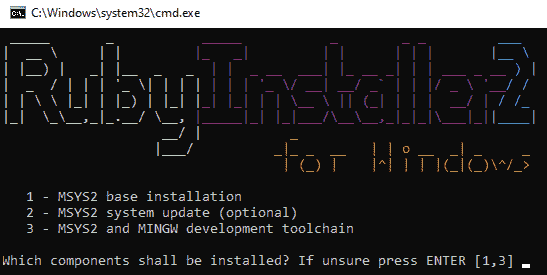 C:\Windows\system32\cmd.exe
RubyInstaller2
for Windows
1 - MSYS2 base installation
2 - MSYS2 system update (optional)
3 - MSYS2 and MINGW development toolchain
Which components shall be installed? If unsure press ENTER [1,3]